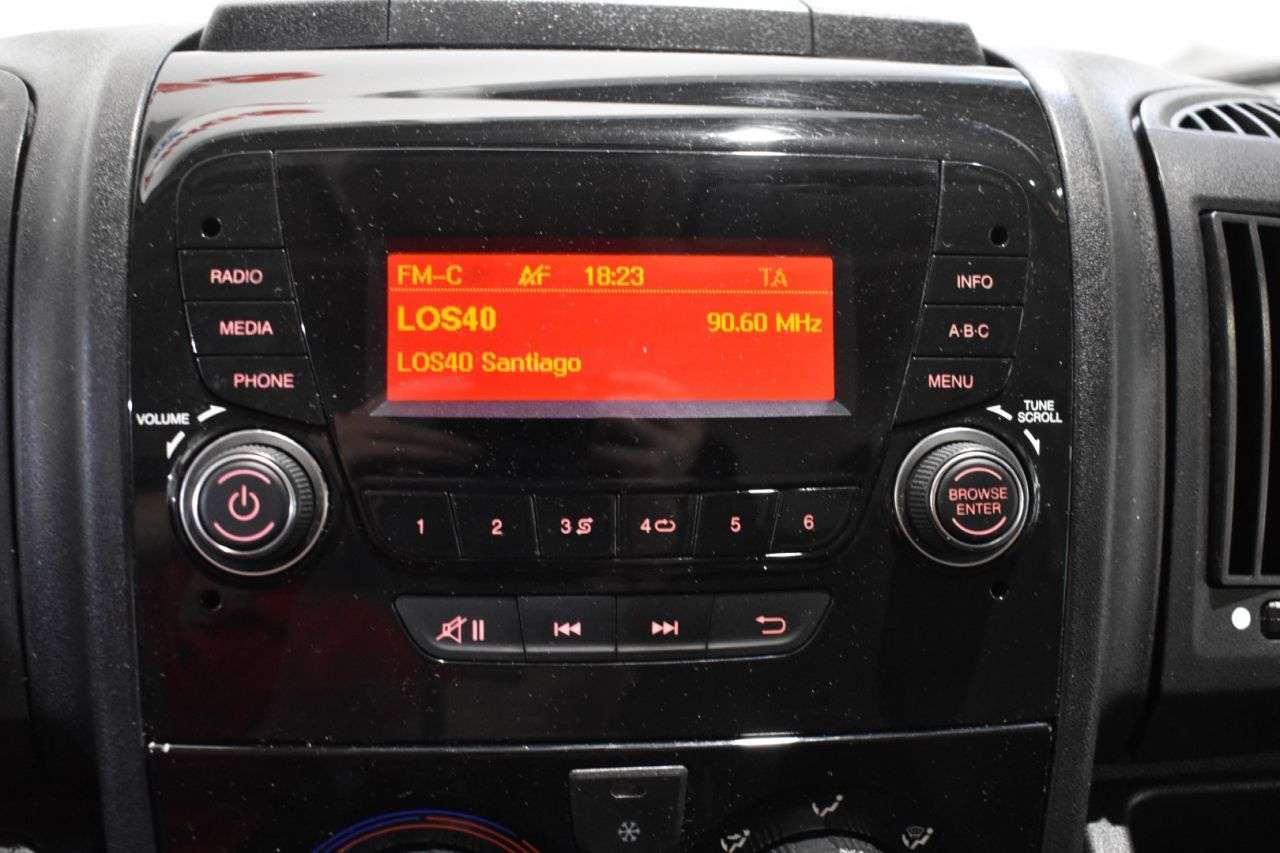 FM-C AF 18:23 TA
LOS40 90.60 MHz
LOS40 Santiago
RADIO
MEDIA
PHONE
INFO
A·B·C
MENU
VOLUME
TUNE
SCROLL
BROWSE
ENTER
1 2 3 4 5 6